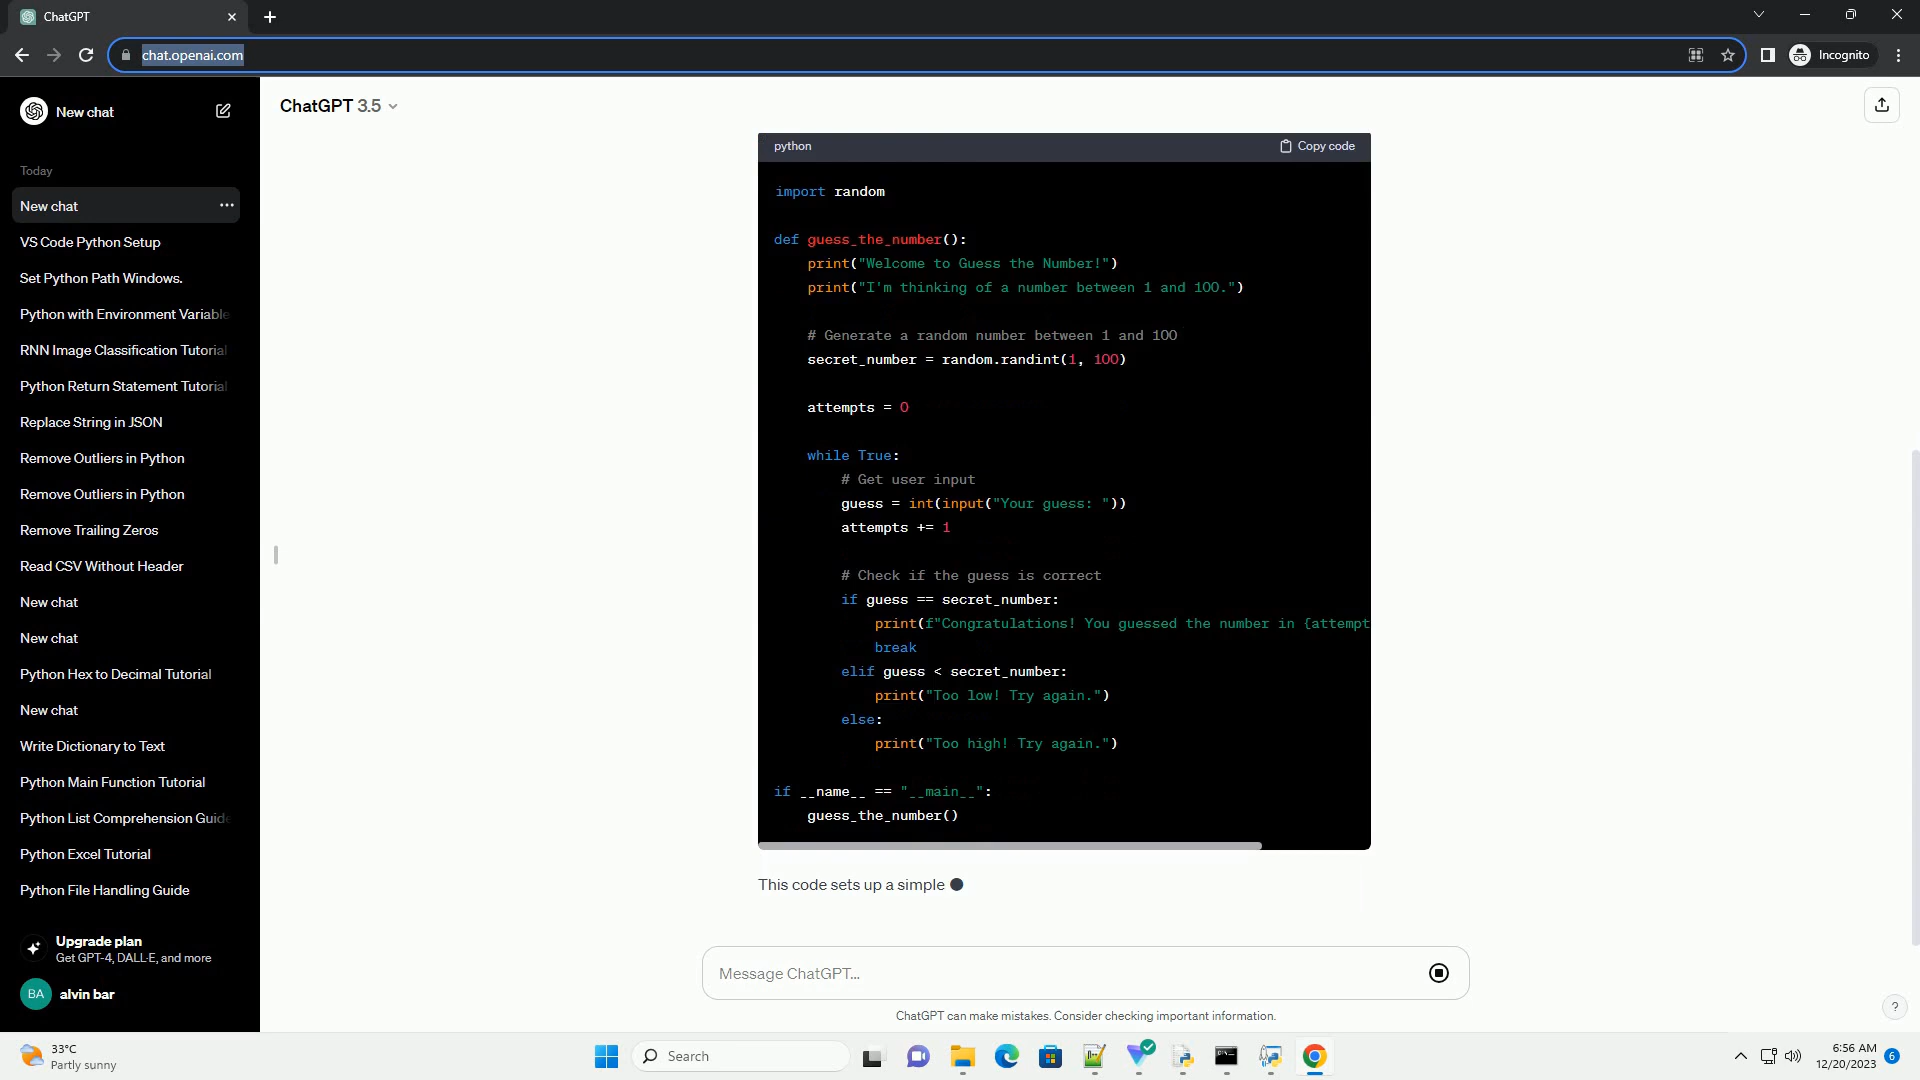 ChatGPT
chat.openai.com
Incognito
New chat
ChatGPT 3.5
Today
New chat
VS Code Python Setup
Set Python Path Windows.
Python with Environment Variable
RNN Image Classification Tutorial
Python Return Statement Tutorial
Replace String in JSON
Remove Outliers in Python
Remove Outliers in Python
Remove Trailing Zeros
Read CSV Without Header
New chat
New chat
Python Hex to Decimal Tutorial
New chat
Write Dictionary to Text
Python Main Function Tutorial
Python List Comprehension Guide
Python Excel Tutorial
Python File Handling Guide
Upgrade plan
Get GPT-4, DALL·E, and more
BA alvin bar
python Copy code
import random
def guess_the_number():
print("Welcome to Guess the Number!")
print("I'm thinking of a number between 1 and 100.")
# Generate a random number between 1 and 100
secret_number = random.randint(1, 100)
attempts = 0
while True:
# Get user input
guess = int(input("Your guess: "))
attempts += 1
# Check if the guess is correct
if guess == secret_number:
print(f"Congratulations! You guessed the number in {attempt
break
elif guess < secret_number:
print("Too low! Try again.")
else:
print("Too high! Try again.")
if __name__ == "__main__":
guess_the_number()
This code sets up a simple
Message ChatGPT...
ChatGPT can make mistakes. Consider checking important information.
?
33°C
Partly sunny
Search
6:56 AM
12/20/2023
6